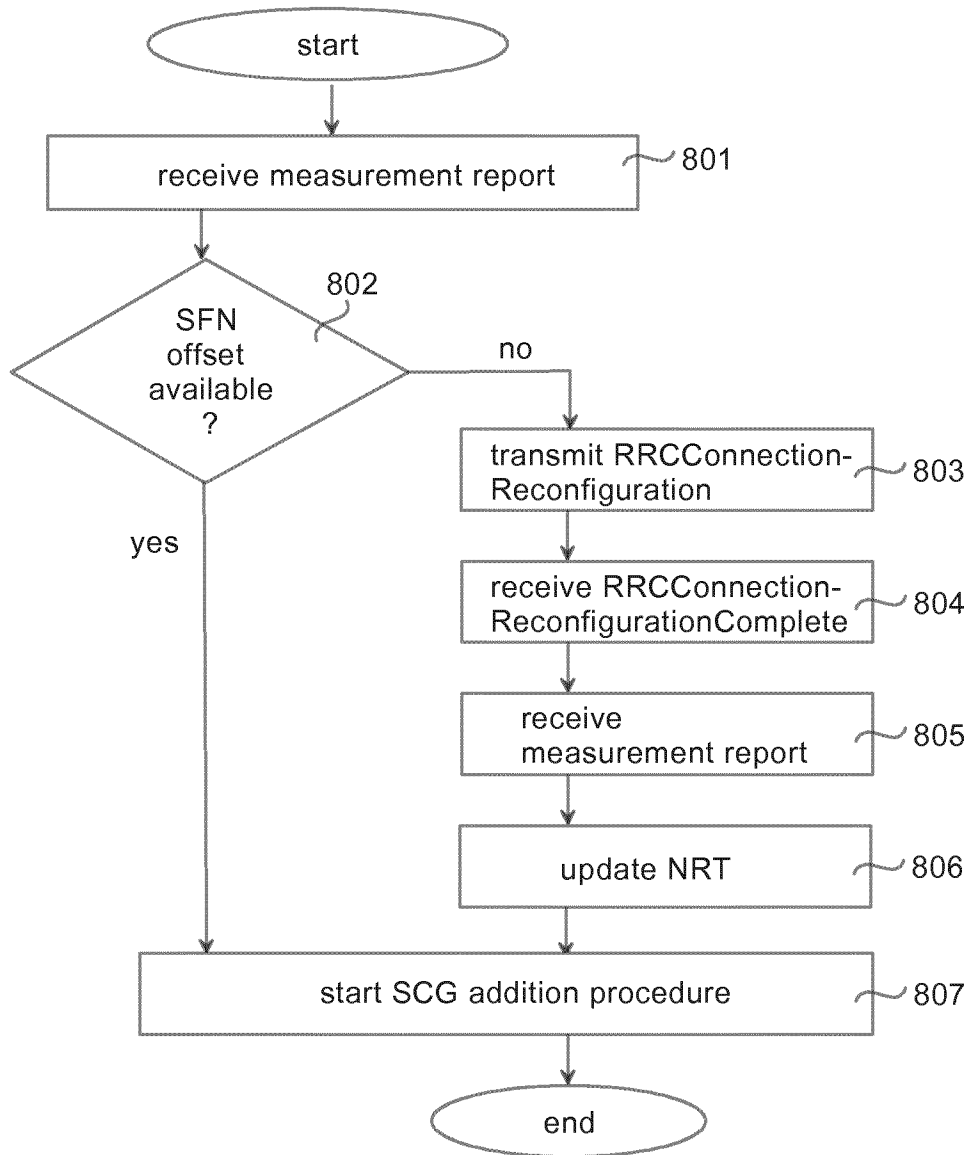 start
receive measurement report
801
802
SFN
offset
available
?
no
yes
transmit RRCConnection-
Reconfiguration
803
receive RRCConnection-
ReconfigurationComplete
804
receive
measurement report
805
update NRT
806
start SCG addition procedure
807
end